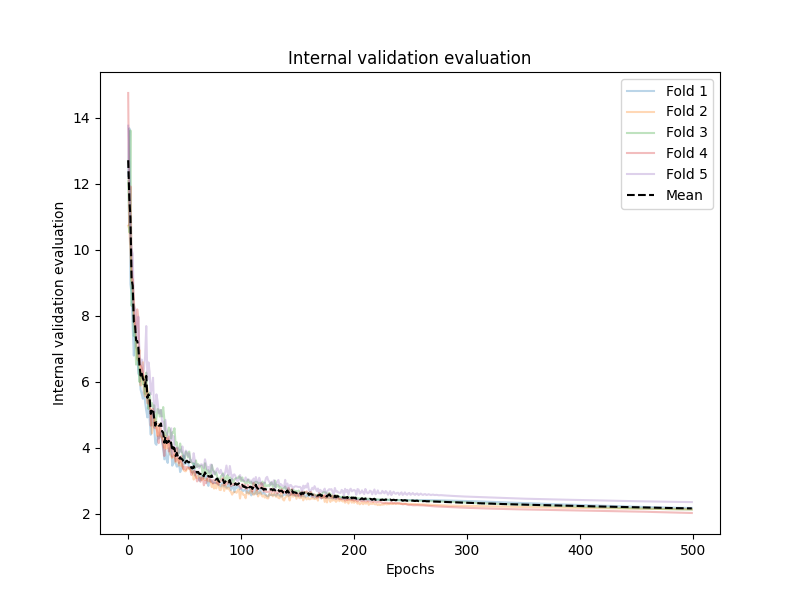 Internal validation evaluation
Fold 1
Fold 2
Fold 3
Fold 4
Fold 5
Mean
Internal validation evaluation
14
12
10
8
6
4
2
0 100 200 300 400 500
Epochs